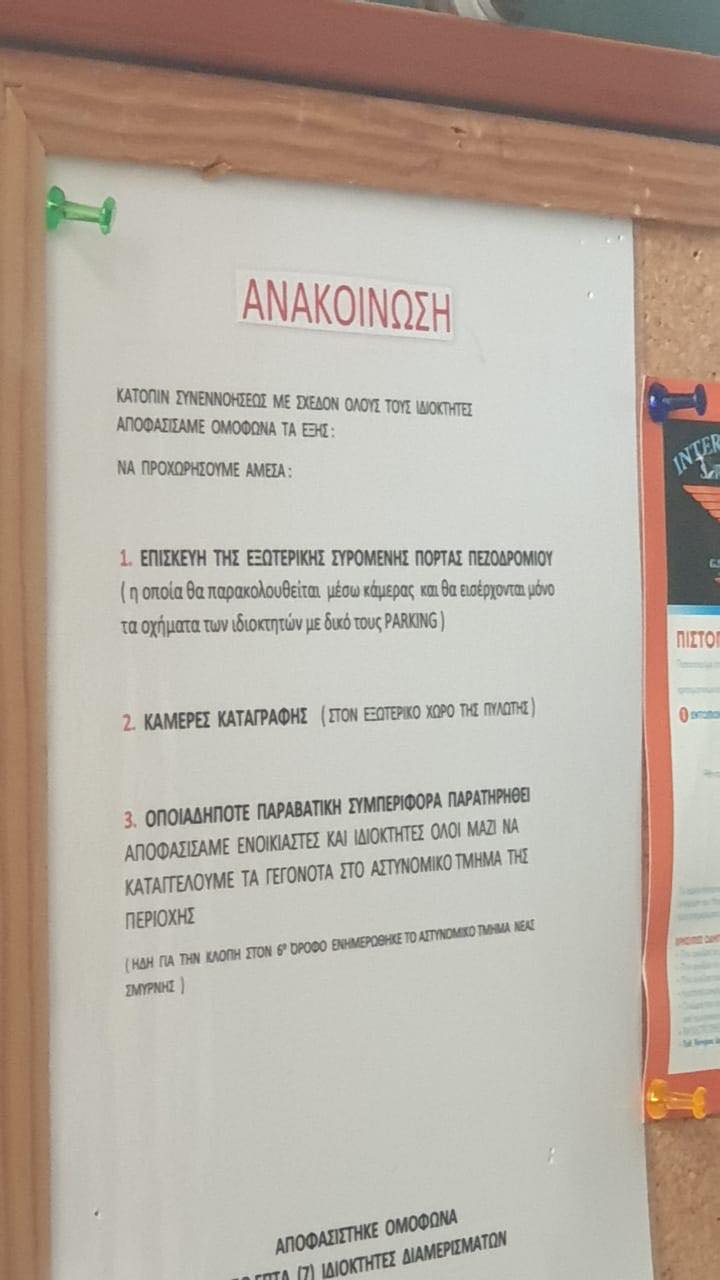 ΑΝΑΚΟΙΝΩΣΗ
ΚΑΤΟΠΙΝ ΣΥΝΕΝΝΟΗΣΕΩΣ ΜΕ ΣΧΕΔΟΝ ΟΛΟΥΣ ΤΟΥΣ ΙΔΙΟΚΤΗΤΕΣ
ΑΠΟΦΑΣΙΣΑΜΕ ΟΜΟΦΩΝΑ ΤΑ ΕΞΗΣ :
ΝΑ ΠΡΟΧΩΡΗΣΟΥΜΕ ΑΜΕΣΑ :
1. ΕΠΙΣΚΕΥΗ ΤΗΣ ΕΞΩΤΕΡΙΚΗΣ ΣΥΡΟΜΕΝΗΣ ΠΟΡΤΑΣ ΠΕΖΟΔΡΟΜΙΟΥ
( η οποία θα παρακολουθείται μέσω κάμερας και θα εισέρχονται μόνο
τα οχήματα των ιδιοκτητών με δικό τους PARKING )
2. ΚΑΜΕΡΕΣ ΚΑΤΑΓΡΑΦΗΣ ( ΣΤΟΝ ΕΞΩΤΕΡΙΚΟ ΧΩΡΟ ΤΗΣ ΠΥΛΩΤΗΣ )
3. ΟΠΟΙΑΔΗΠΟΤΕ ΠΑΡΑΒΑΤΙΚΗ ΣΥΜΠΕΡΙΦΟΡΑ ΠΑΡΑΤΗΡΗΘΕΙ
ΑΠΟΦΑΣΙΣΑΜΕ ΕΝΟΙΚΙΑΣΤΕΣ ΚΑΙ ΙΔΙΟΚΤΗΤΕΣ ΟΛΟΙ ΜΑΖΙ ΝΑ
ΚΑΤΑΓΓΕΛΟΥΜΕ ΤΑ ΓΕΓΟΝΟΤΑ ΣΤΟ ΑΣΤΥΝΟΜΙΚΟ ΤΜΗΜΑ ΤΗΣ
ΠΕΡΙΟΧΗΣ
( ΗΔΗ ΓΙΑ ΤΗΝ ΚΛΟΠΗ ΣΤΟΝ 6º ΌΡΟΦΟ ΕΝΗΜΕΡΩΘΗΚΕ ΤΟ ΑΣΤΥΝΟΜΙΚΟ ΤΜΗΜΑ ΝΕΑΣ
ΣΜΥΡΝΗΣ )
ΑΠΟΦΑΣΙΣΤΗΚΕ ΟΜΟΦΩΝΑ
(7) ΙΔΙΟΚΤΗΤΕΣ ΔΙΑΜΕΡΙΣΜΑΤΩΝ
INTER